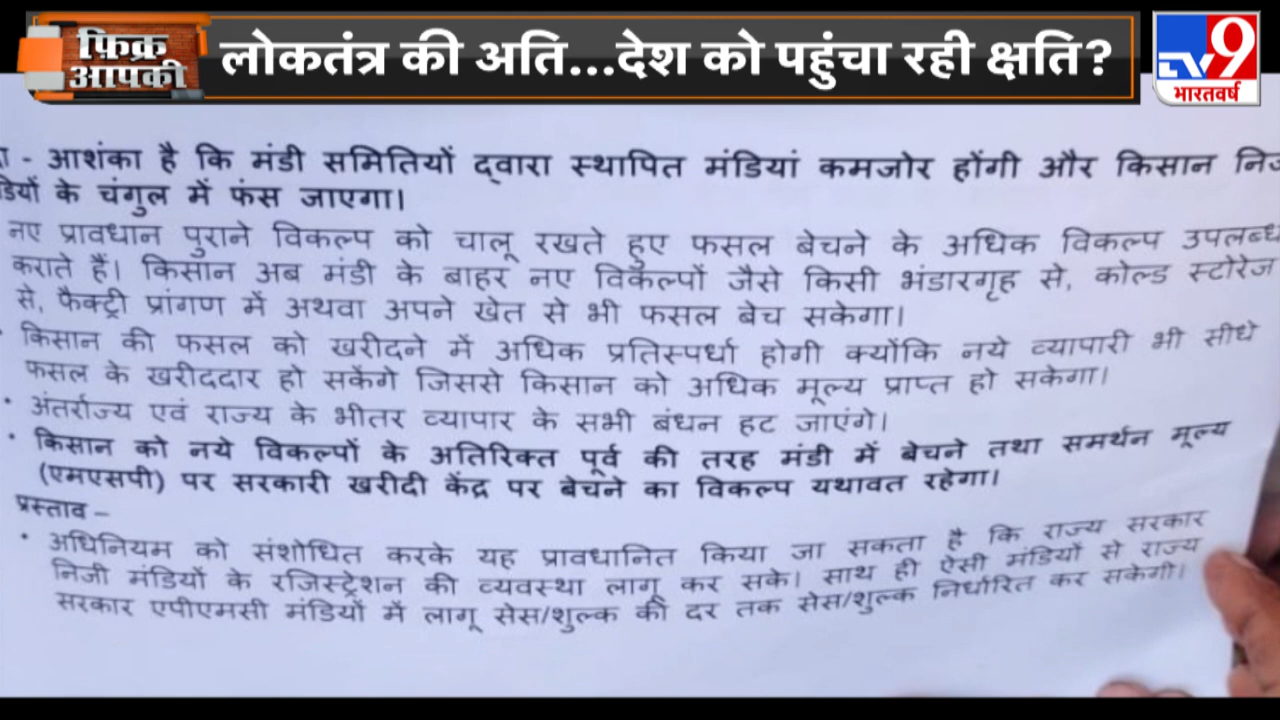 फ़िक्र
आपकी
लोकतंत्र की अति...देश को पहुंचा रही क्षति?
TV9
भारतवर्ष
- आशंका है कि मंडी समितियों द्वारा स्थापित मंडियां कमजोर होंगी और किसान
के चंगुल में फंस जाएगा।
नए प्रावधान पुराने विकल्प को चालू रखते हुए फसल बेचने के अधिक विकल्प उपलब्ध
कराते हैं। किसान अब मंडी के बाहर नए विकल्पों जैसे किसी भंडारगृह से, कोल्ड स्टोरेज
से, फैक्ट्री प्रांगण में अथवा अपने खेत से भी फसल बेच सकेगा।
• किसान की फसल को खरीदने में अधिक प्रतिस्पर्धा होगी क्योंकि नये व्यापारी भी सीधे
फसल के खरीददार हो सकेंगे जिससे किसान को अधिक मूल्य प्राप्त हो सकेगा।
• अंतर्राज्य एवं राज्य के भीतर व्यापार के सभी बंधन हट जाएंगे।
• किसान को नये विकल्पों के अतिरिक्त पूर्व की तरह मंडी में बेचने तथा समर्थन मूल्य
(एमएसपी) पर सरकारी खरीदी केंद्र पर बेचने का विकल्प यथावत रहेगा।
प्रस्ताव –
• अधिनियम को संशोधित करके यह प्रावधानित किया जा सकता है कि राज्य सरकार
निजी मंडियों के रजिस्ट्रेशन की व्यवस्था लागू कर सके। साथ ही ऐसी मंडियों से राज्य
सरकार एपीएमसी मंडियों में लागू सेस/शुल्क की दर तक सेस/शुल्क निर्धारित कर सकेगी।